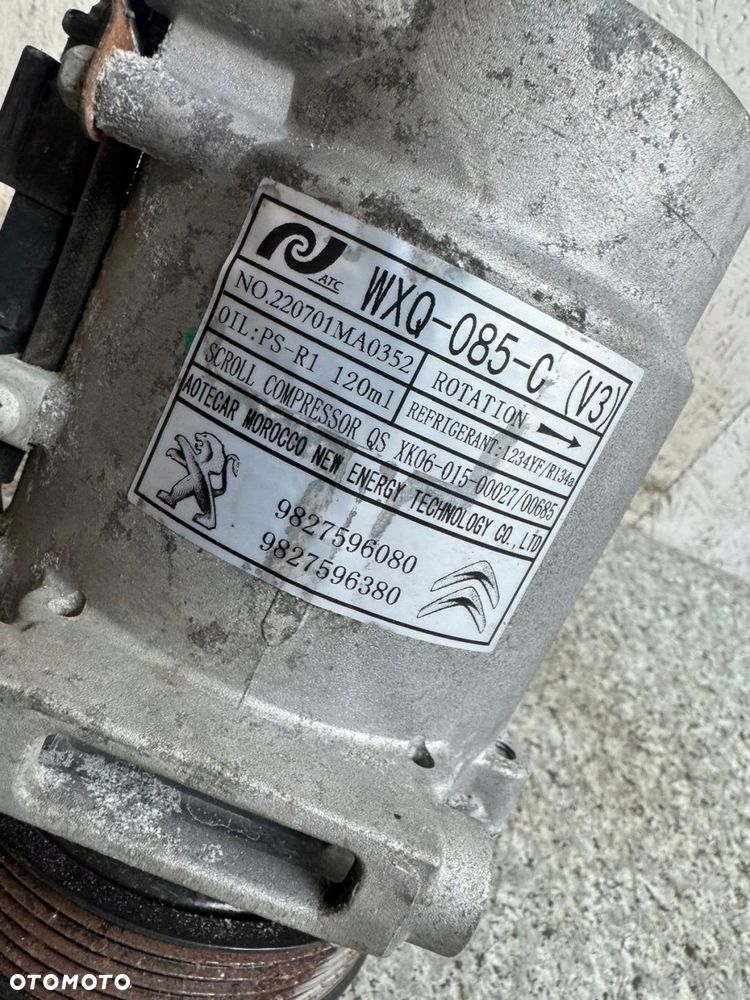 ATC
WXQ-085-C (V3)
NO.220701MA0352
ROTATION
OIL:PS-R1 120ml
REFRIGERANT:1234YF/R134a
SCROLL COMPRESSOR QS XK06-015-00027/00685
AOTECAR MOROCCO NEW ENERGY TECHNOLOGY CO.,LTD
9827596080
9827596380
OTOMOTO